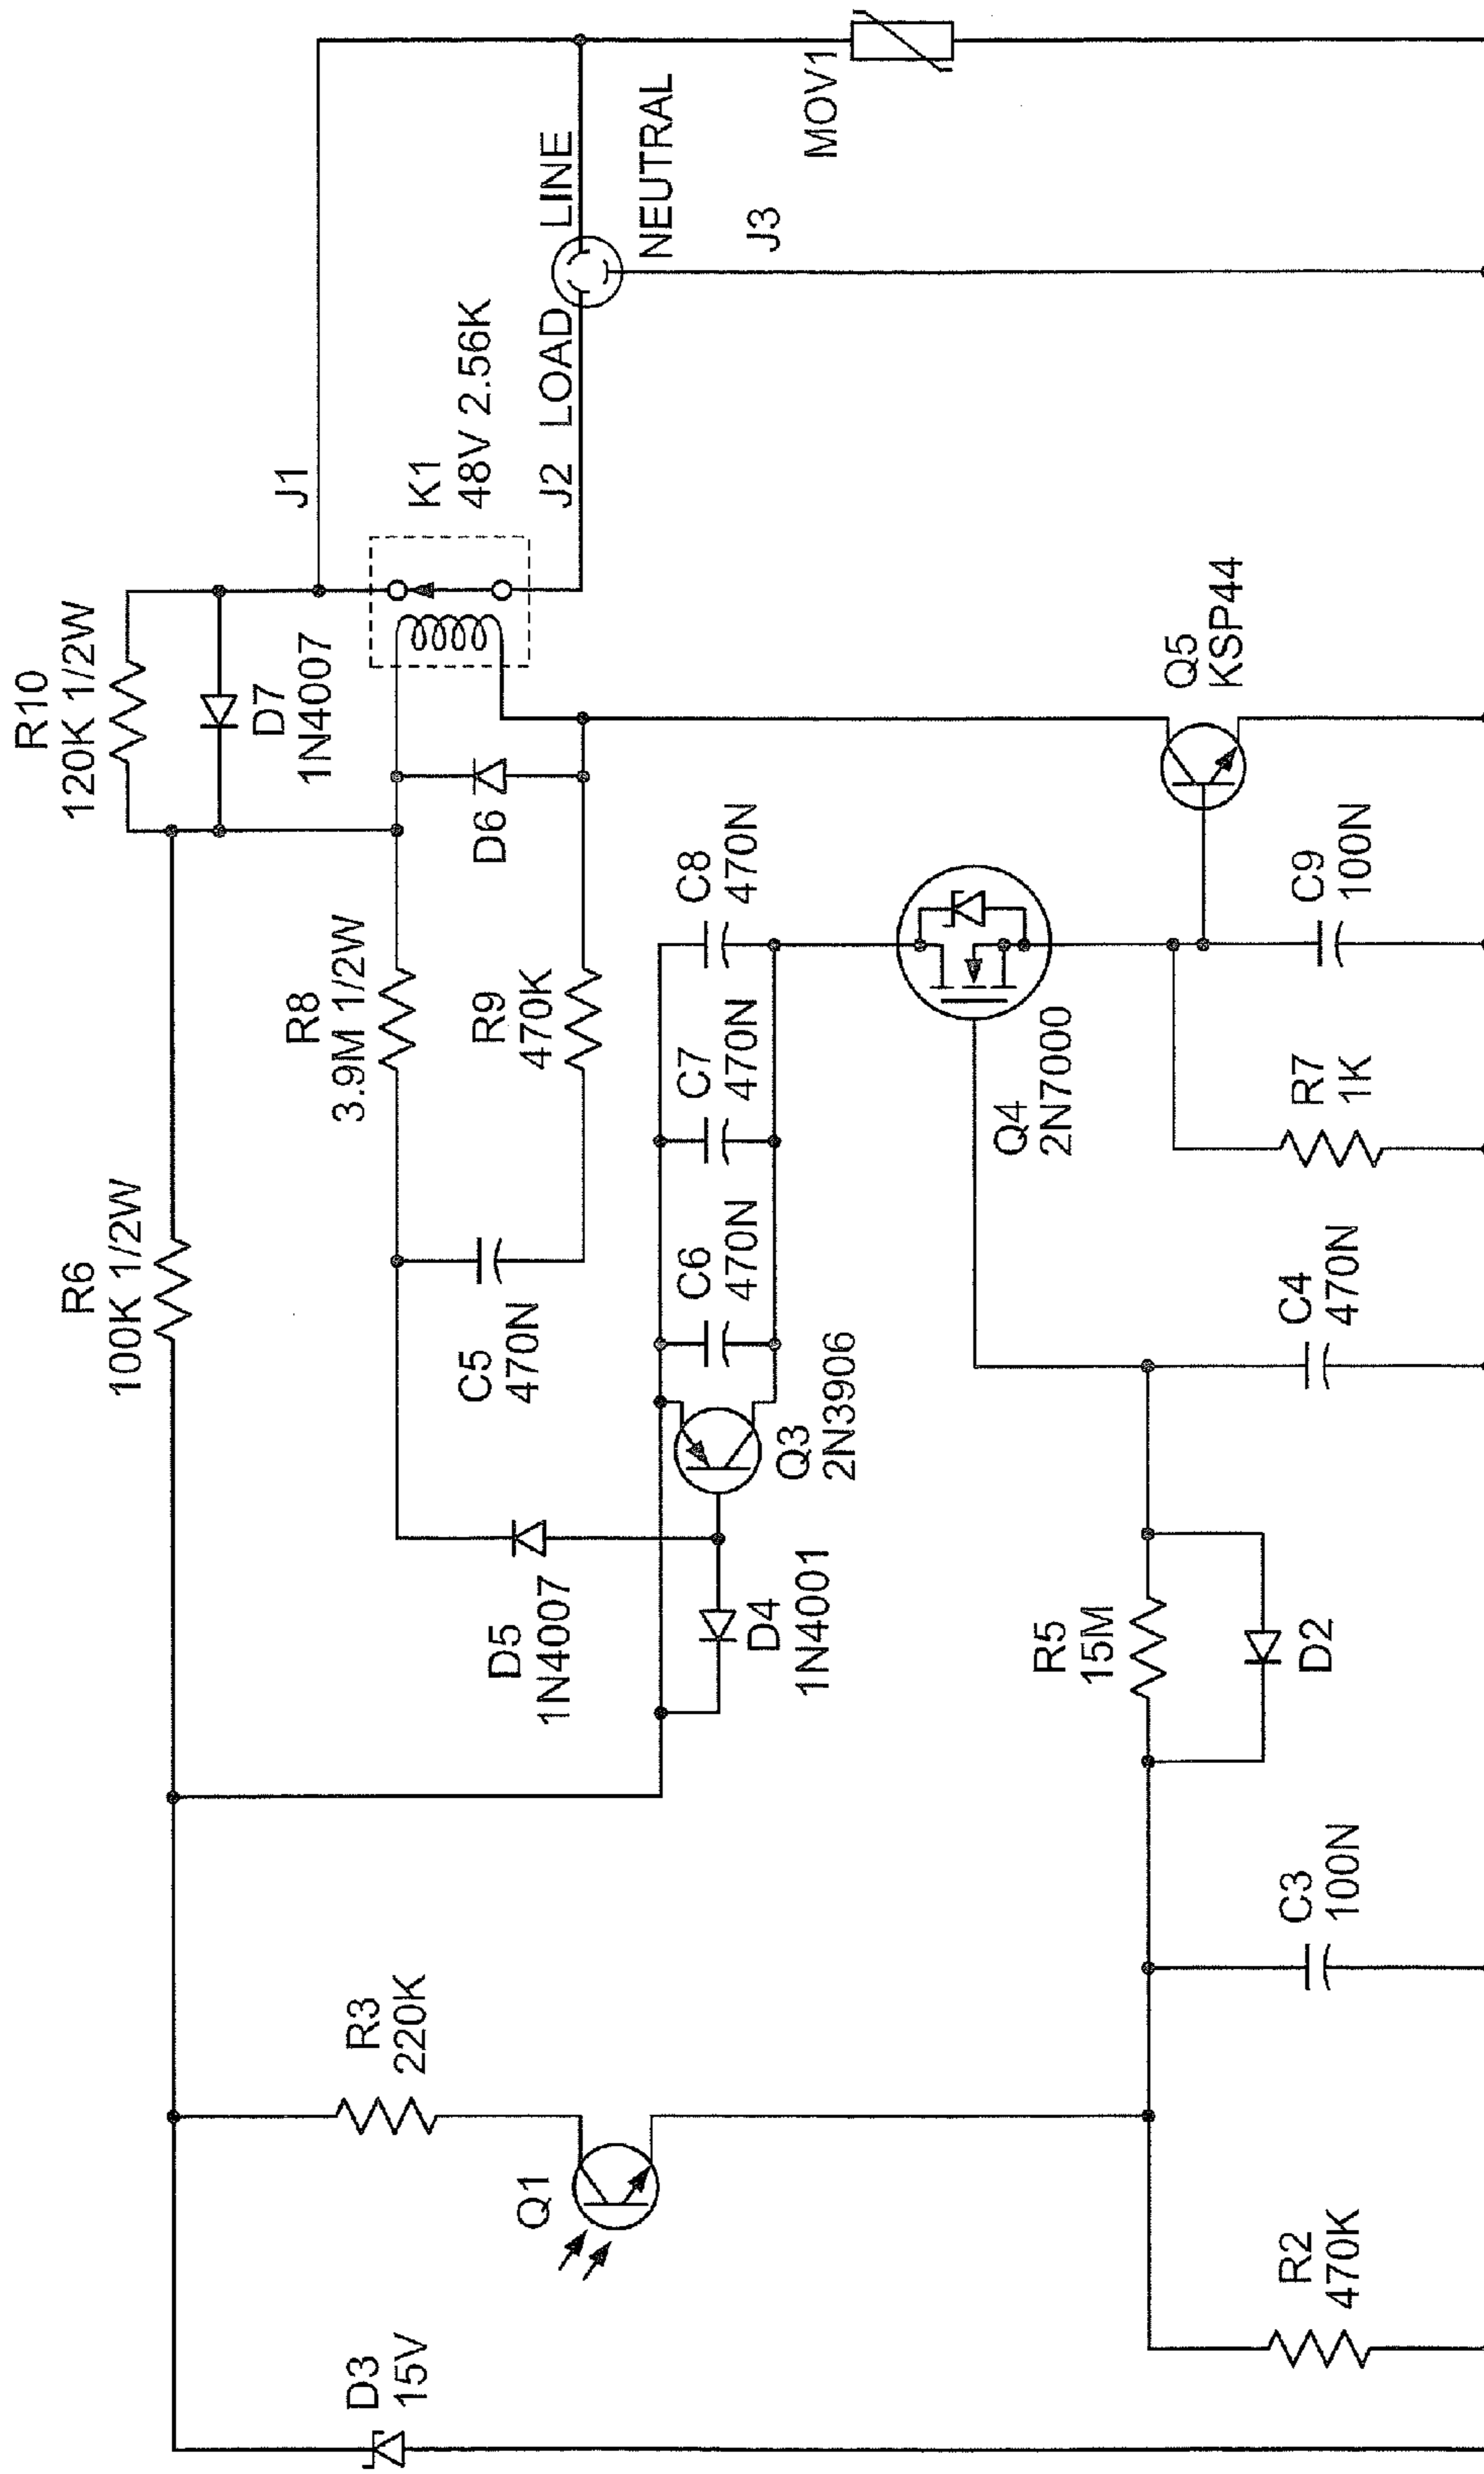 R10
120K 1/2W
D7
1N4007
J1
K1
48V 2.56K
J2
LOAD
LINE
NEUTRAL
J3
MOV1
R6
100K 1/2W
R8
3.9M 1/2W
R9
470K
D6
C5
470N
C6
470N
C7
470N
C8
470N
Q3
2N3906
D5
1N4007
D4
1N4001
Q4
2N7000
Q5
KSP44
C9
100N
R7
1K
C4
470N
R5
15M
D2
C3
100N
R3
220K
Q1
R2
470K
D3
15V